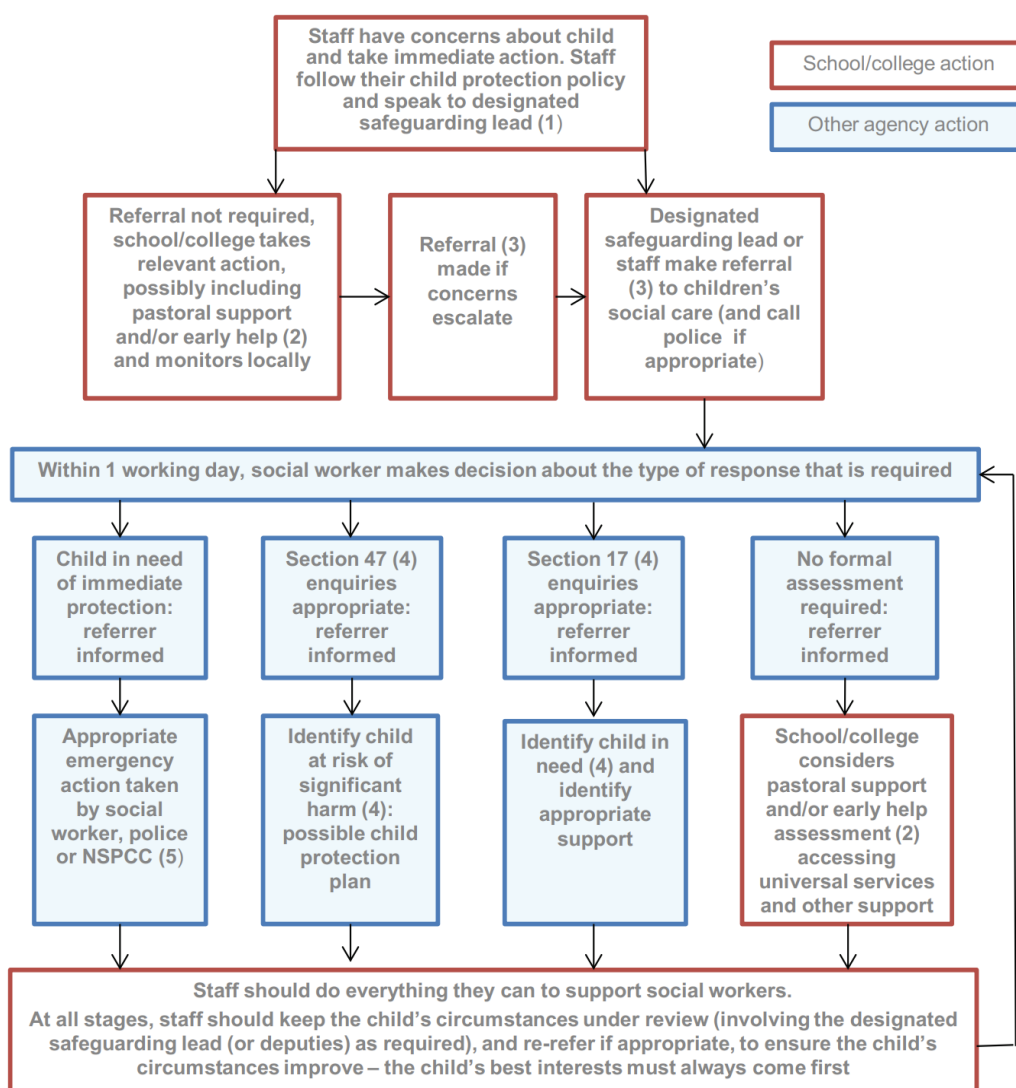 Staff have concerns about child
and take immediate action. Staff
follow their child protection policy
and speak to designated
safeguarding lead (1)
School/college action
Other agency action
Referral not required,
school/college takes
relevant action,
possibly including
pastoral support
and/or early help (2)
and monitors locally
Referral (3)
made if
concerns
escalate
Designated
safeguarding lead or
staff make referral
(3) to children’s
social care (and call
police if
appropriate)
Within 1 working day, social worker makes decision about the type of response that is required
Child in need
of immediate
protection:
referrer
informed
Section 47 (4)
enquiries
appropriate:
referrer
informed
Section 17 (4)
enquiries
appropriate:
referrer
informed
No formal
assessment
required:
referrer
informed
Appropriate
emergency
action taken
by social
worker, police
or NSPCC (5)
Identify child
at risk of
significant
harm (4):
possible child
protection
plan
Identify child in
need (4) and
identify
appropriate
support
School/college
considers
pastoral support
and/or early help
assessment (2)
accessing
universal services
and other support
Staff should do everything they can to support social workers.
At all stages, staff should keep the child’s circumstances under review (involving the designated
safeguarding lead (or deputies) as required), and re-refer if appropriate, to ensure the child’s
circumstances improve – the child’s best interests must always come first